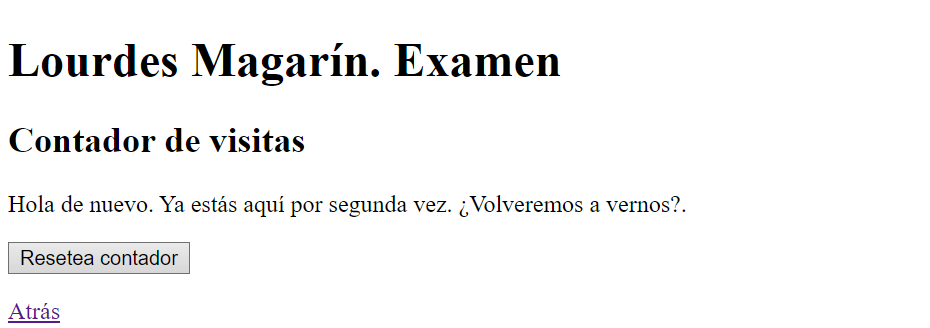 Lourdes Magarín. Examen
Contador de visitas
Hola de nuevo. Ya estás aquí por segunda vez. ¿Volveremos a vernos?.
Resetea contador
Atrás